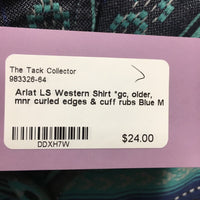 The Tack Collector
983326-64
Ariat LS Western Shirt *gc, older,
mnr curled edges & cuff rubs Blue M
DDXH7W
$24.00